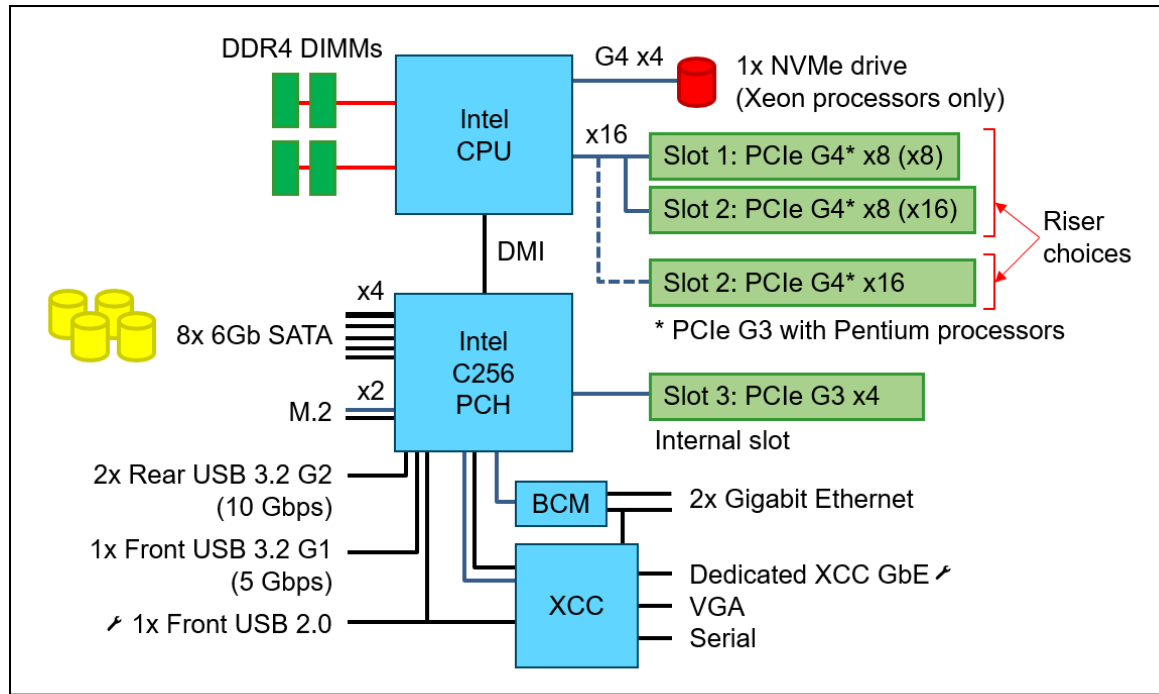 DDR4 DIMMs
Intel
CPU
G4 x4
1x NVMe drive
(Xeon processors only)
x16
Slot 1: PCIe G4* x8 (x8)
Slot 2: PCIe G4* x8 (x16)
Riser
choices
Slot 2: PCIe G4* x16
* PCIe G3 with Pentium processors
DMI
x4
8x 6Gb SATA
Intel
C256
PCH
x2
M.2
Slot 3: PCIe G3 x4
Internal slot
2x Rear USB 3.2 G2
(10 Gbps)
BCM
2x Gigabit Ethernet
1x Front USB 3.2 G1
(5 Gbps)
XCC
Dedicated XCC GbE
VGA
Serial
1x Front USB 2.0